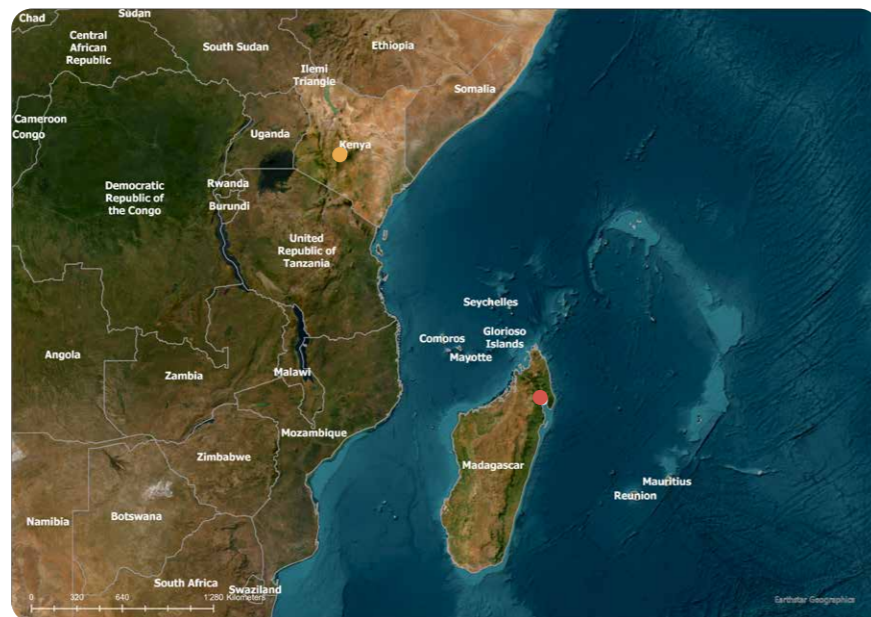 Chad
Sudan
Central
African
Republic
South Sudan
Ethiopia
Ilemi
Triangle
Somalia
Cameroon
Congo
Uganda
Kenya
Democratic
Republic of
the Congo
Rwanda
Burundi
United
Republic of
Tanzania
Seychelles
Glorioso
Islands
Comoros
Mayotte
Angola
Zambia
Malawi
Mozambique
Zimbabwe
Madagascar
Mauritius
Reunion
Namibia
Botswana
South Africa
Swaziland
0 320 640 1'280 Kilometers
Earthstar Geographics